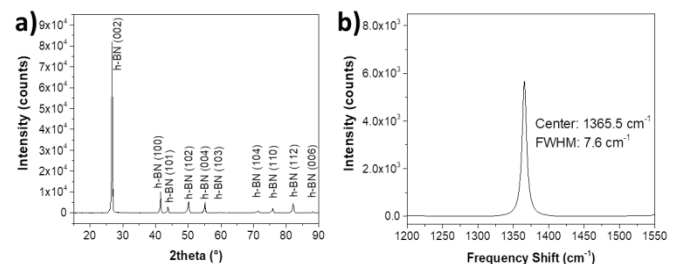 a)
Intensity (counts)
9x10⁴
8x10⁴
7x10⁴
6x10⁴
5x10⁴
4x10⁴
3x10⁴
2x10⁴
1x10⁴
0
h-BN (002)
h-BN (100)
h-BN (101)
h-BN (102)
h-BN (004)
h-BN (103)
h-BN (104)
h-BN (110)
h-BN (112)
h-BN (006)
20 30 40 50 60 70 80 90
2theta (°)
b)
Intensity (counts)
8.0x10³
6.0x10³
4.0x10³
2.0x10³
0.0
Center: 1365.5 cm⁻¹
FWHM: 7.6 cm⁻¹
1200 1250 1300 1350 1400 1450 1500 1550
Frequency Shift (cm⁻¹)